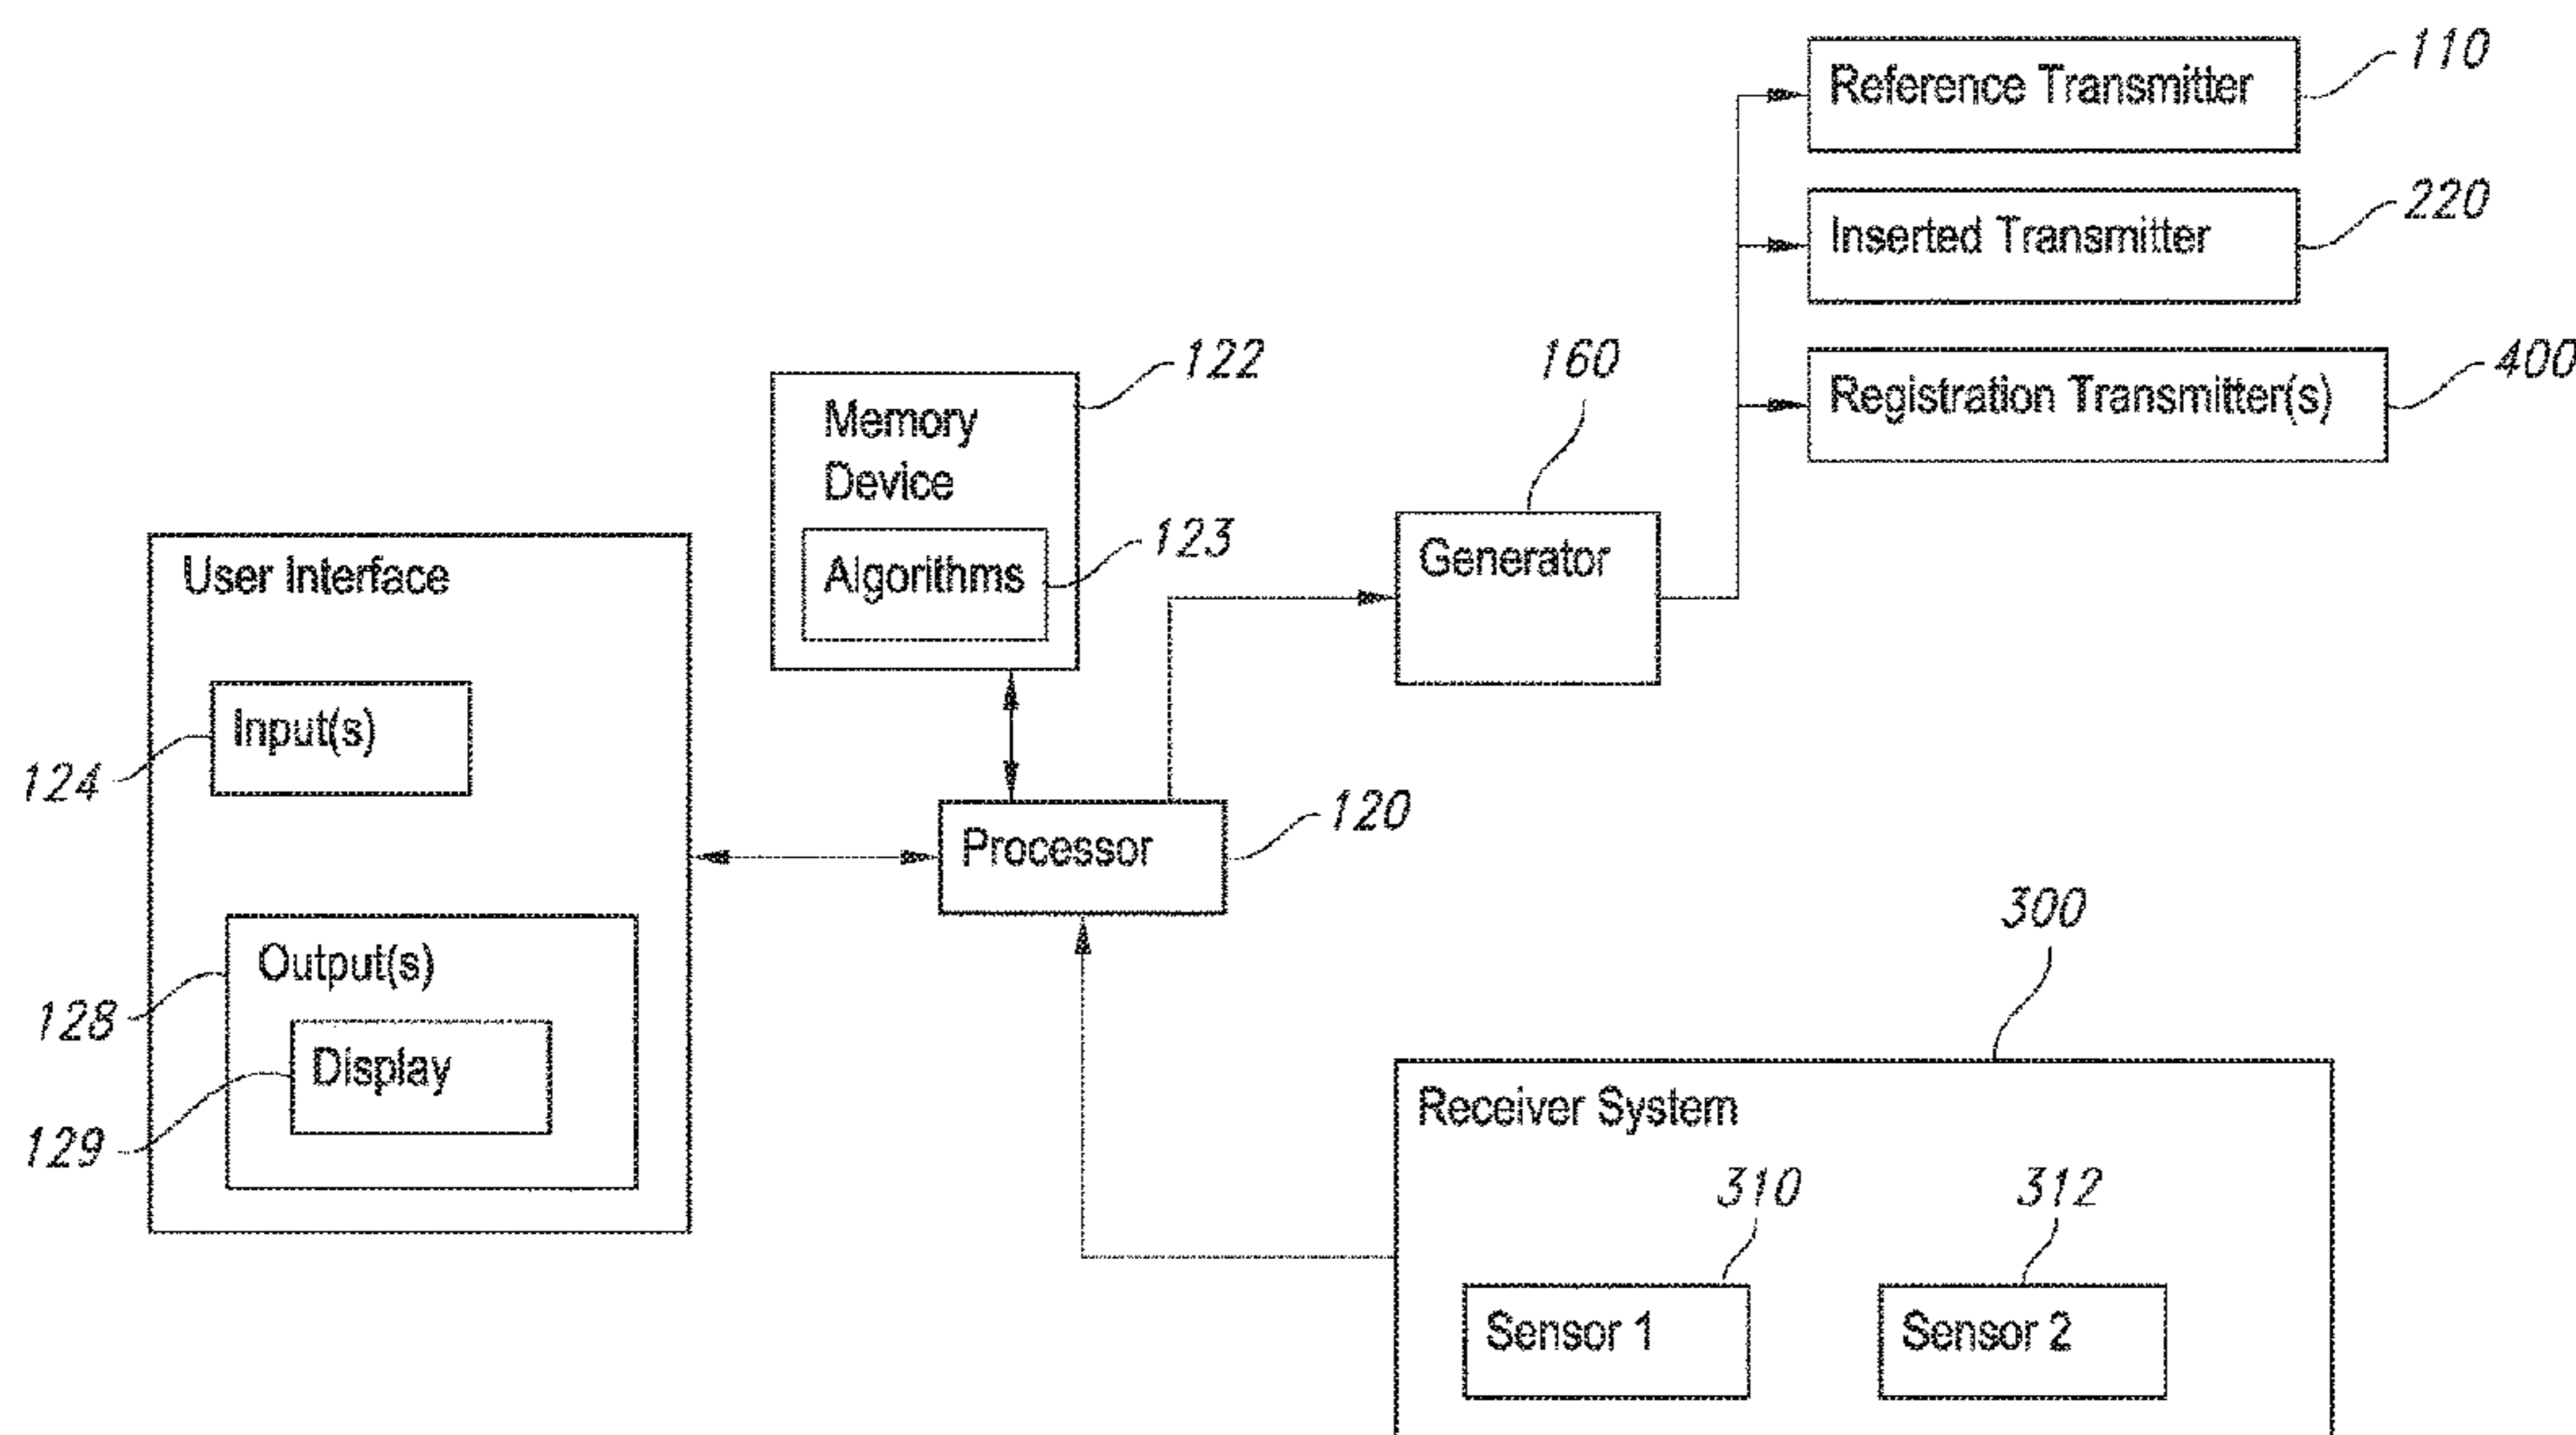 Reference Transmitter
110
Inserted Transmitter
220
Registration Transmitter(s)
400
160
Generator
122
Memory
Device
Algorithms
123
User Interface
Input(s)
124
Output(s)
128
Display
129
Processor
120
300
Receiver System
310
312
Sensor 1
Sensor 2